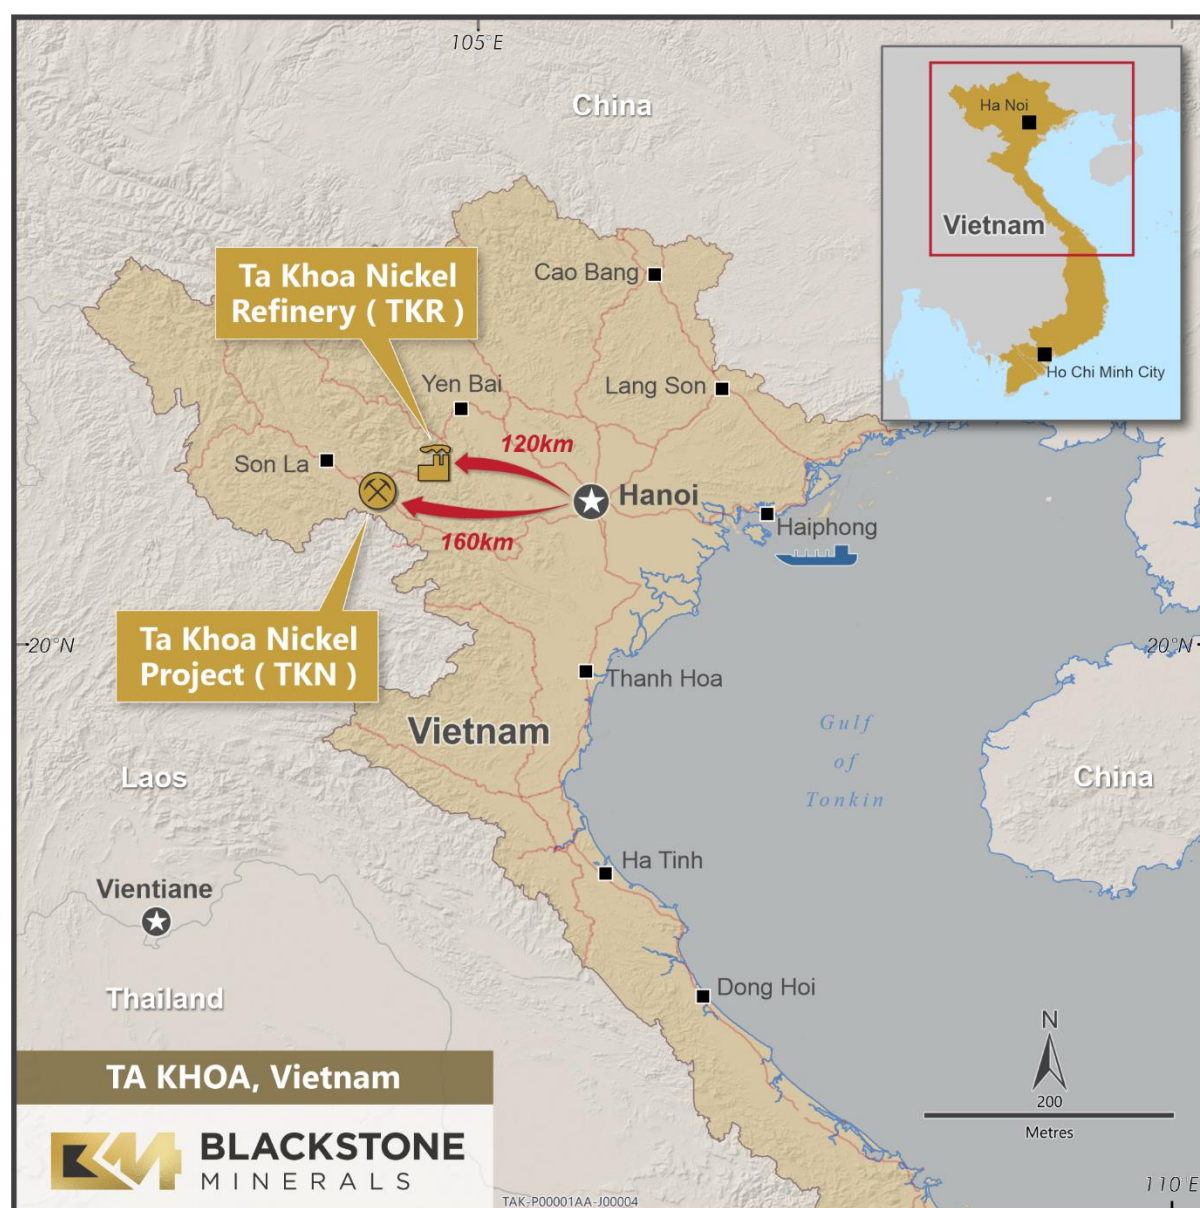 105°E
China
Ha Noi
Vietnam
Ho Chi Minh City
Ta Khoa Nickel
Refinery ( TKR )
Cao Bang
Yen Bai
Lang Son
120km
Son La
Hanoi
160km
Haiphong
Ta Khoa Nickel
Project ( TKN )
20°N
20°N
Thanh Hoa
Vietnam
Gulf
of
Tonkin
Laos
China
Ha Tinh
Vientiane
Thailand
Dong Hoi
N
200
Metres
TA KHOA, Vietnam
BLACKSTONE
MINERALS
TAK-P00001AA-J00004
110°E